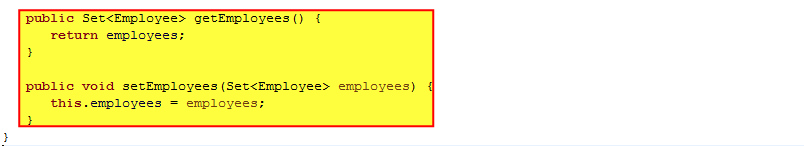 public Set<Employee> getEmployees() {
return employees;
}
public void setEmployees(Set<Employee> employees) {
this.employees = employees;
}
}